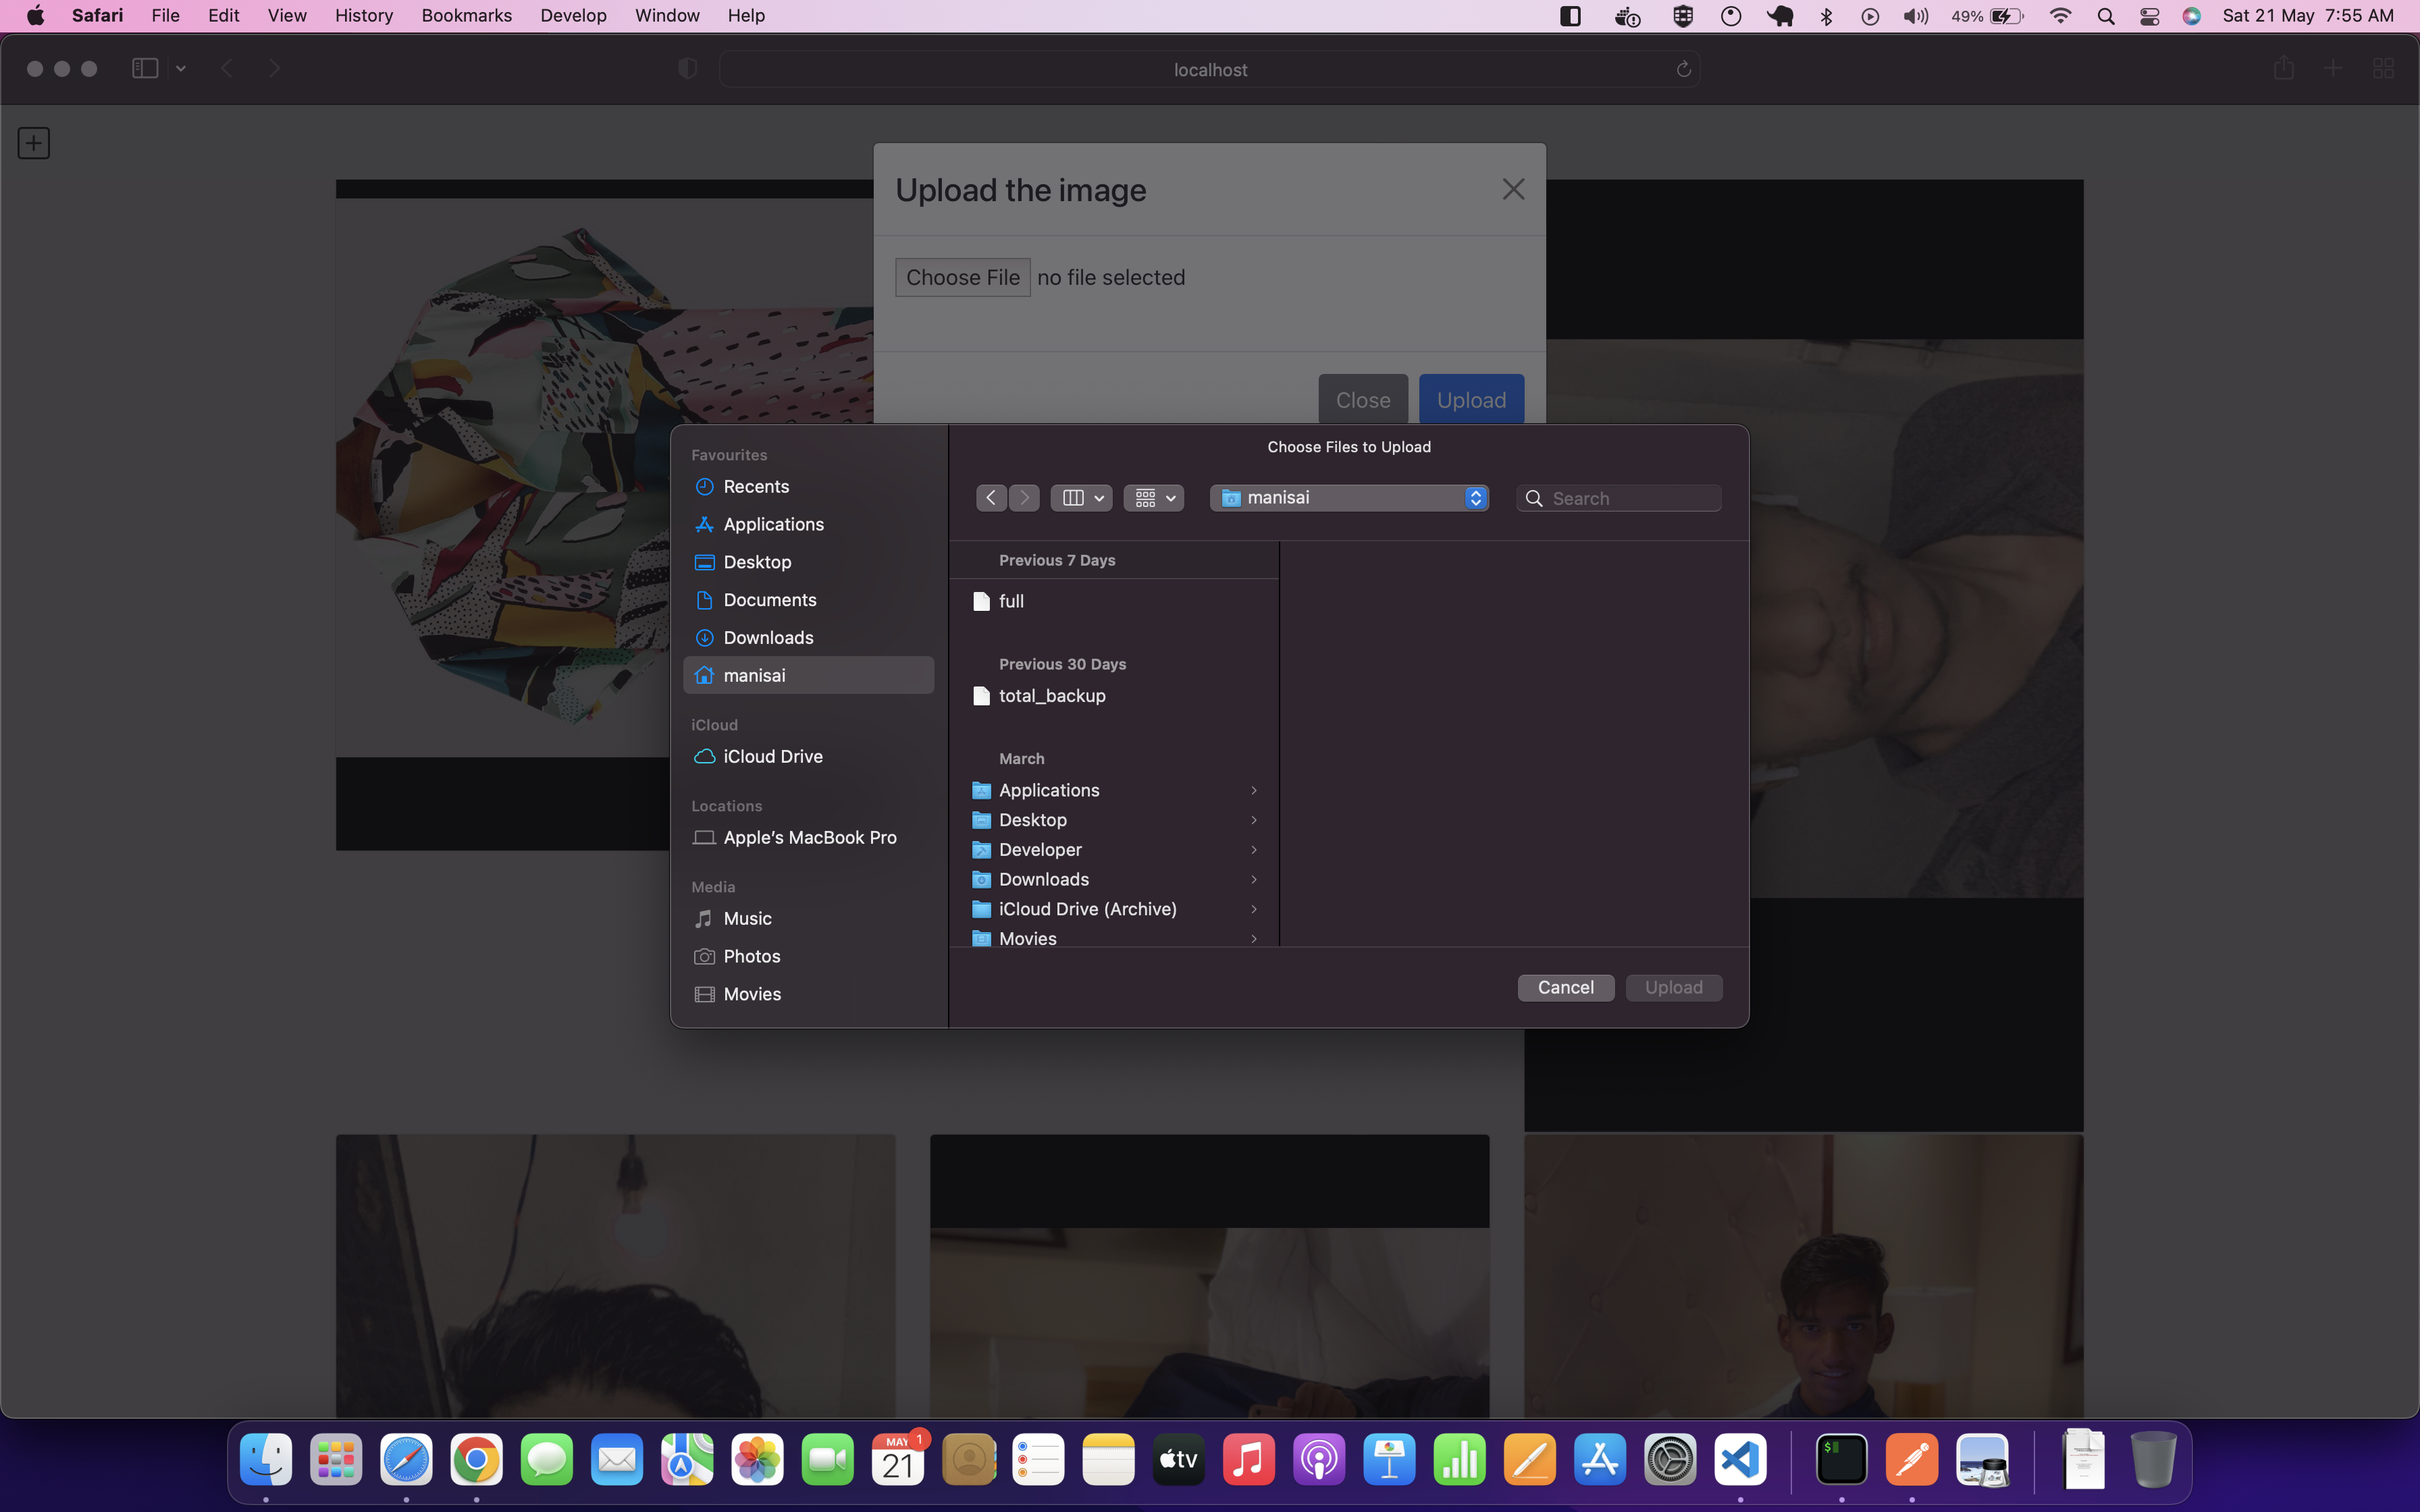 Safari File Edit View History Bookmarks Develop Window Help 49% Sat 21 May 7:55 AM
localhost
Upload the image
Choose File no file selected
Close Upload
Choose Files to Upload
manisai Search
Favourites
Recents
Applications
Desktop
Documents
Downloads
manisai
iCloud
iCloud Drive
Locations
Apple’s MacBook Pro
Media
Music
Photos
Movies
Previous 7 Days
full
Previous 30 Days
total_backup
March
Applications
Desktop
Developer
Downloads
iCloud Drive (Archive)
Movies
Cancel Upload
MAY 1
21
tv
$